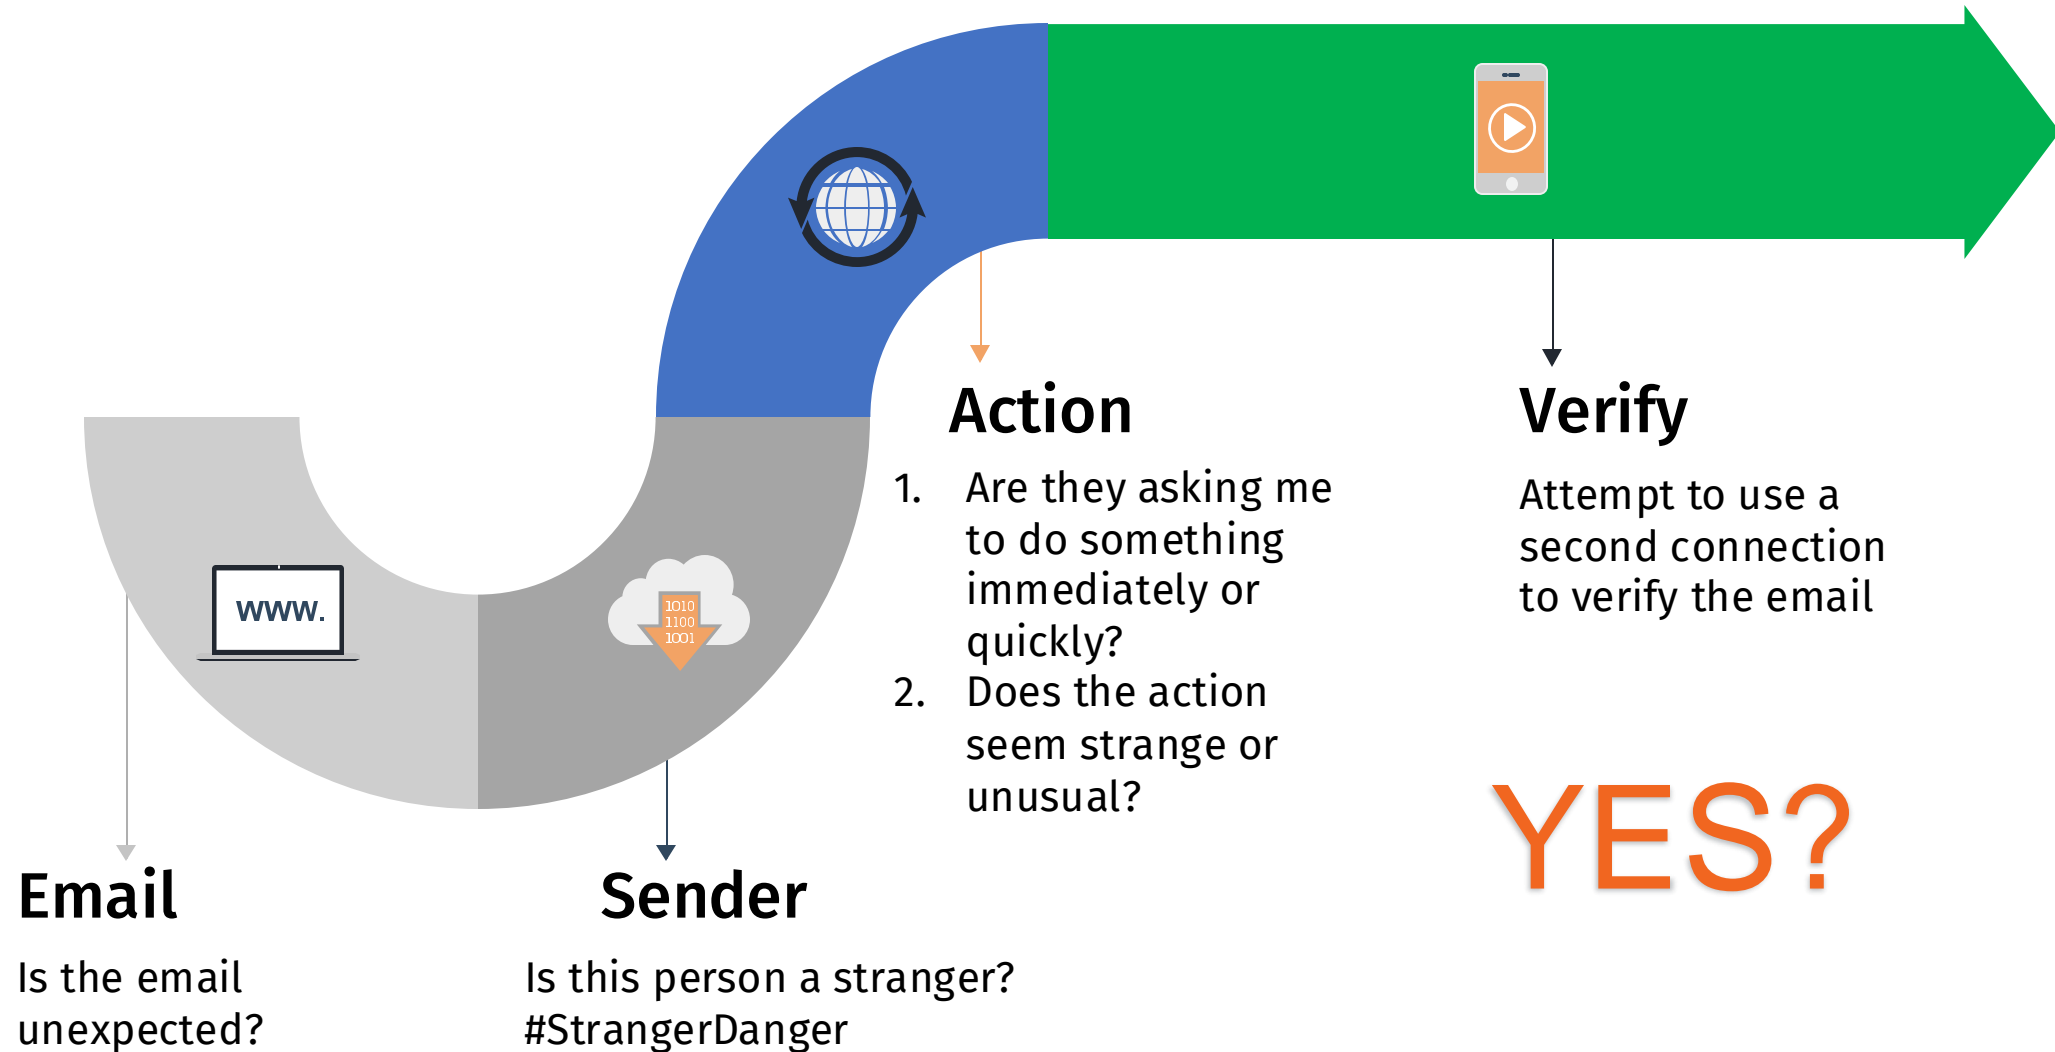 www.
1010
1100
1001
Email
Is the email
unexpected?
Sender
Is this person a stranger?
#StrangerDanger
Action
1. Are they asking me
to do something
immediately or
quickly?
2. Does the action
seem strange or
unusual?
Verify
Attempt to use a
second connection
to verify the email
YES?